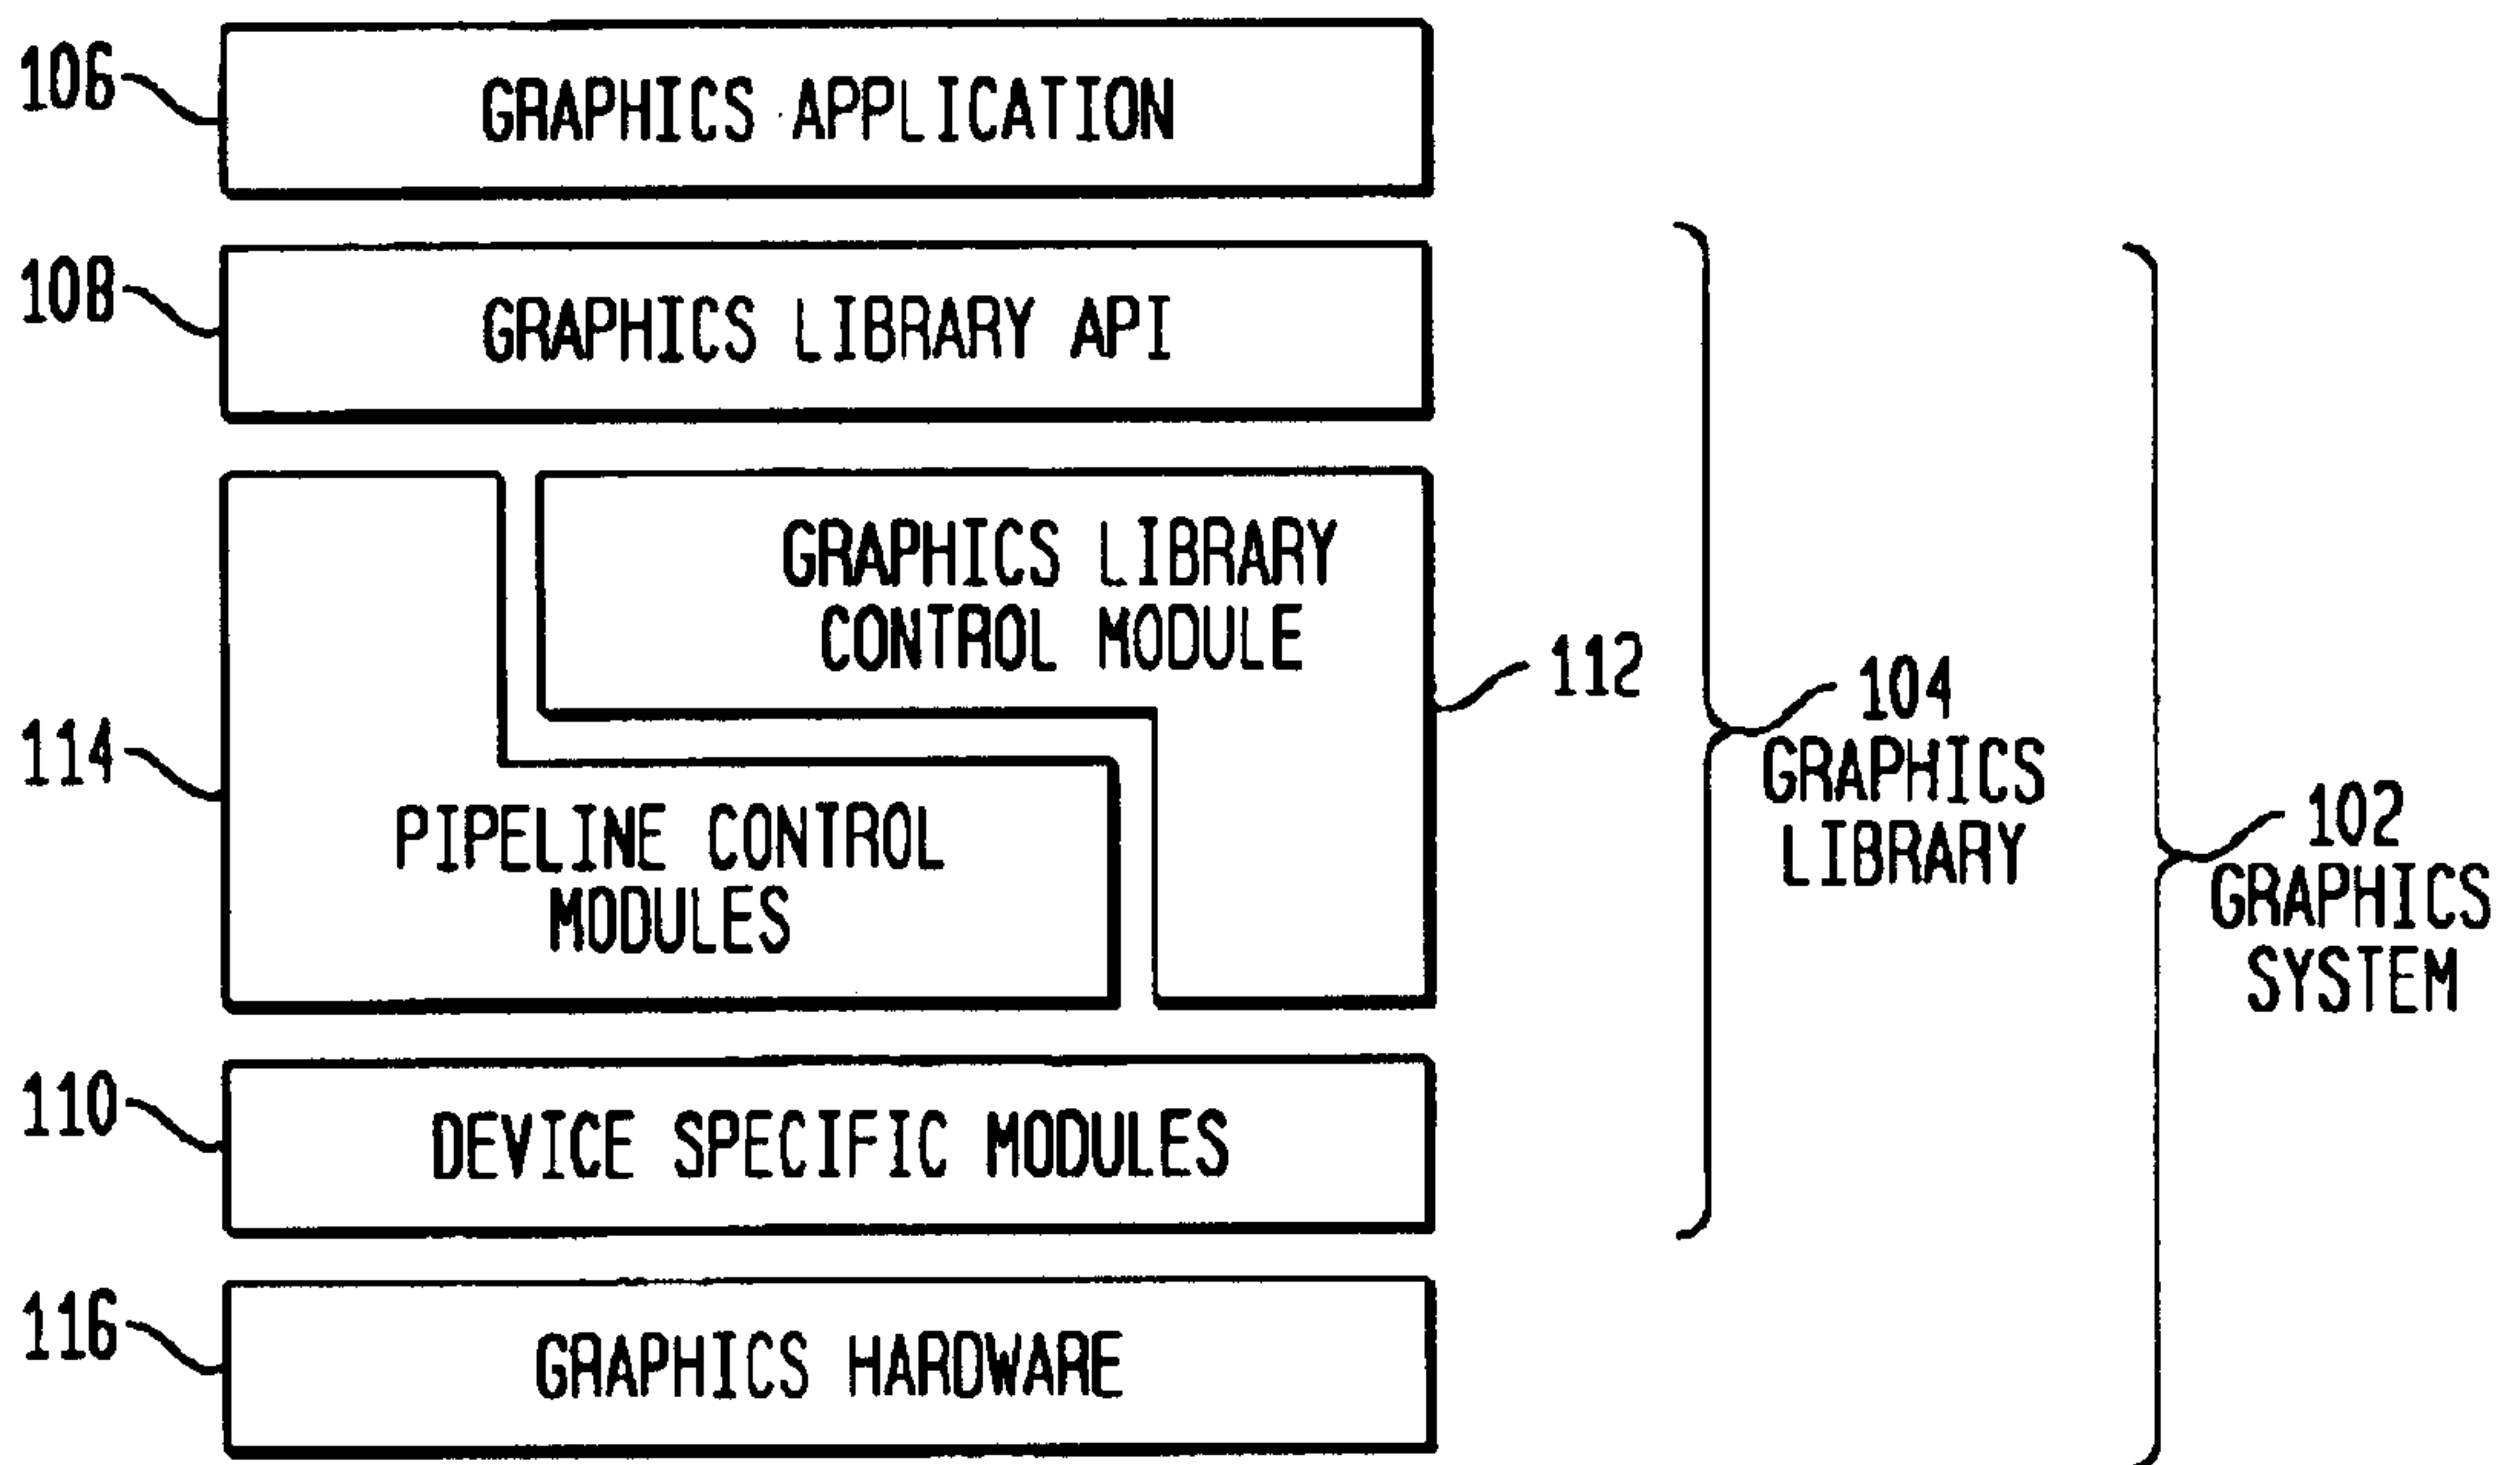 106
GRAPHICS APPLICATION
108
GRAPHICS LIBRARY API
GRAPHICS LIBRARY
CONTROL MODULE
112
114
PIPELINE CONTROL
MODULES
104
GRAPHICS
LIBRARY
102
GRAPHICS
SYSTEM
110
DEVICE SPECIFIC MODULES
116
GRAPHICS HARDWARE